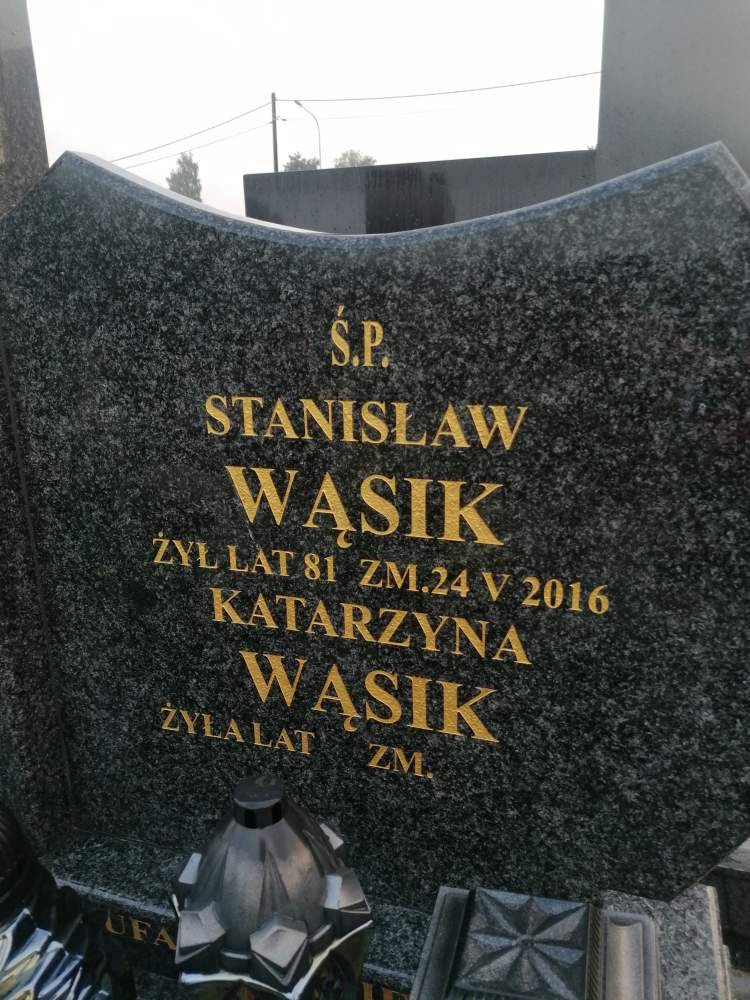 Ś.P.
STANISŁAW
WĄSIK
ŻYŁ LAT 81 ZM.24 V 2016
KATARZYNA
WĄSIK
ŻYŁA LAT ZM.